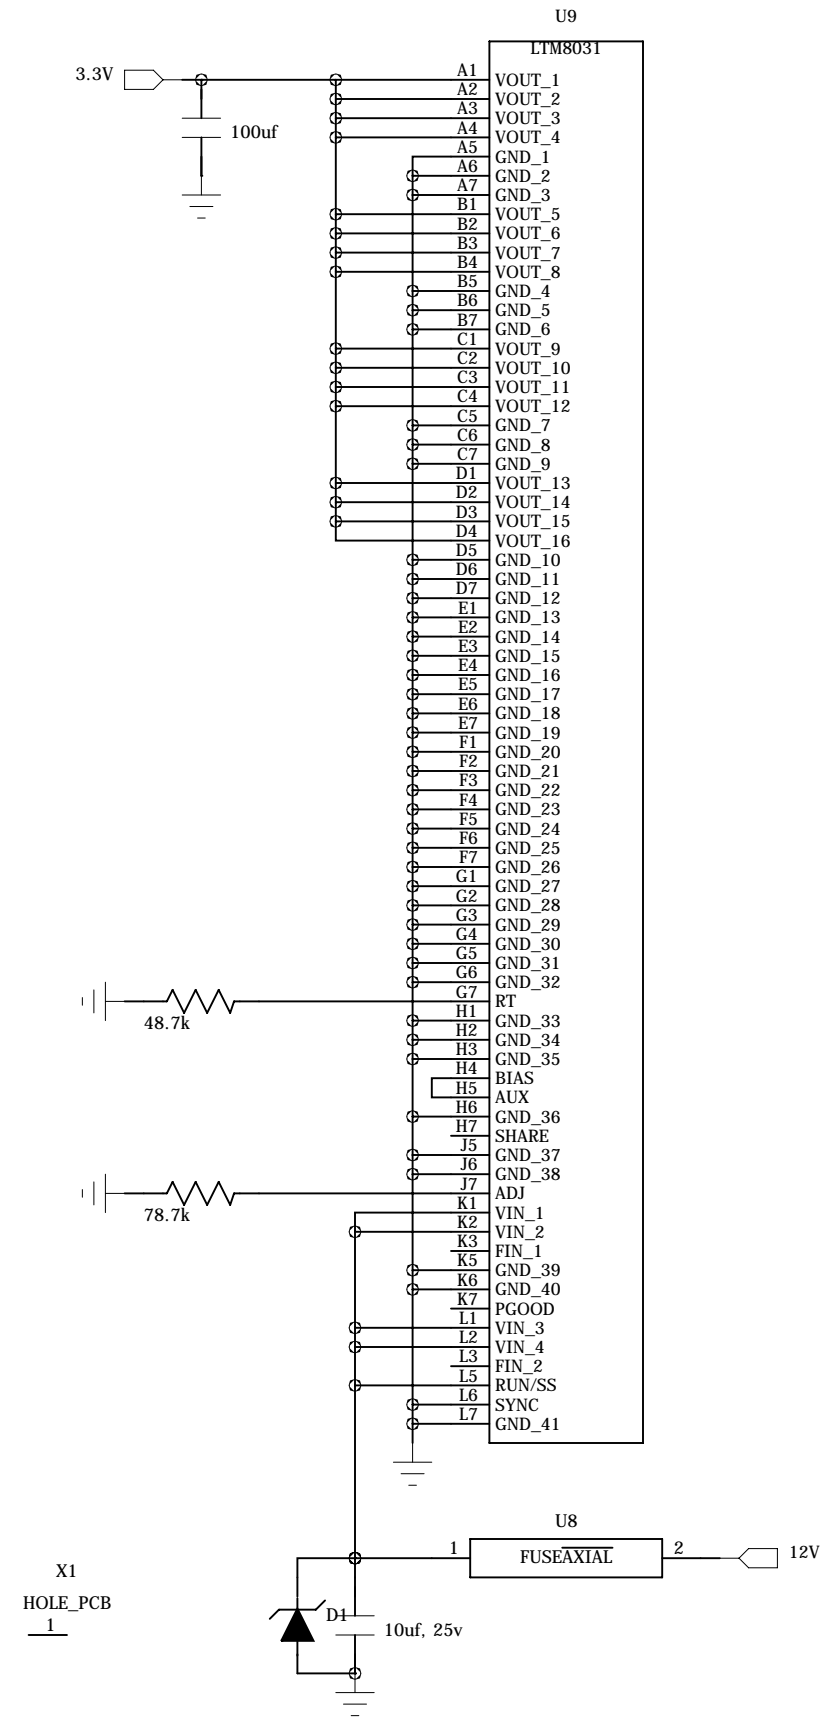 U9
LTM8031
3.3V
100uf
A1 VOUT_1
A2 VOUT_2
A3 VOUT_3
A4 VOUT_4
A5 GND_1
A6 GND_2
A7 GND_3
B1 VOUT_5
B2 VOUT_6
B3 VOUT_7
B4 VOUT_8
B5 GND_4
B6 GND_5
B7 GND_6
C1 VOUT_9
C2 VOUT_10
C3 VOUT_11
C4 VOUT_12
C5 GND_7
C6 GND_8
C7 GND_9
D1 VOUT_13
D2 VOUT_14
D3 VOUT_15
D4 VOUT_16
D5 GND_10
D6 GND_11
D7 GND_12
E1 GND_13
E2 GND_14
E3 GND_15
E4 GND_16
E5 GND_17
E6 GND_18
E7 GND_19
F1 GND_20
F2 GND_21
F3 GND_22
F4 GND_23
F5 GND_24
F6 GND_25
F7 GND_26
G1 GND_27
G2 GND_28
G3 GND_29
G4 GND_30
G5 GND_31
G6 GND_32
G7 RT
48.7k
H1 GND_33
H2 GND_34
H3 GND_35
H4 BIAS
H5 AUX
H6 GND_36
H7 SHARE
J5 GND_37
J6 GND_38
J7 ADJ
78.7k
K1 VIN_1
K2 VIN_2
K3 FIN_1
K5 GND_39
K6 GND_40
K7 PGOOD
L1 VIN_3
L2 VIN_4
L3 FIN_2
L5 RUN/SS
L6 SYNC
L7 GND_41
U8
1 FUSEAXIAL 2 12V
X1
HOLE_PCB
1
D1
10uf, 25v